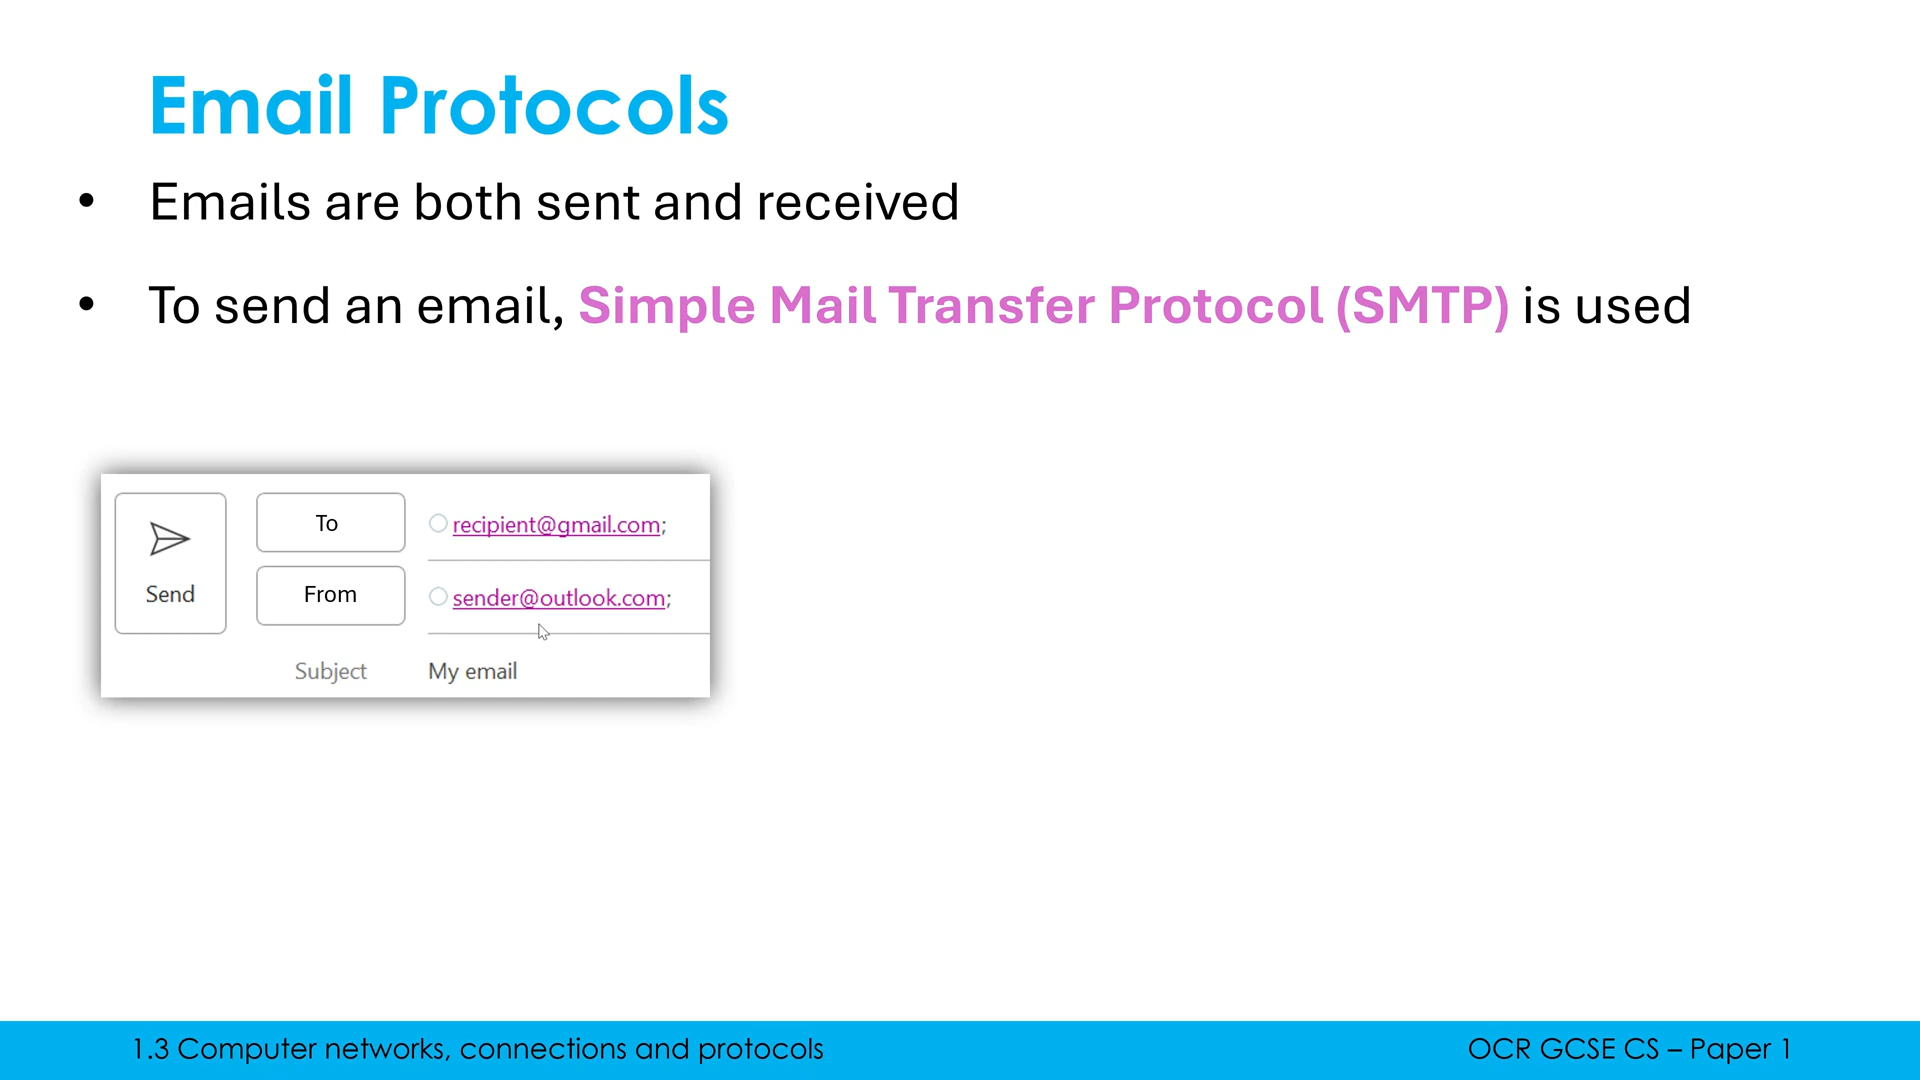 Email Protocols
• Emails are both sent and received
• To send an email, Simple Mail Transfer Protocol (SMTP) is used
To recipient@gmail.com;
Send
From sender@outlook.com;
Subject My email
1.3 Computer networks, connections and protocols OCR GCSE CS – Paper 1